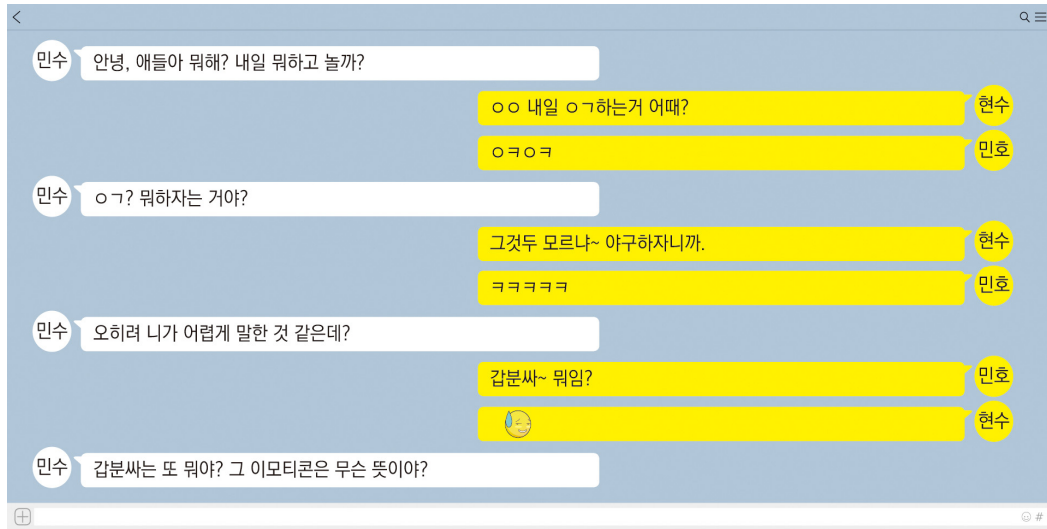 민수
안녕, 애들아 뭐해? 내일 뭐하고 놀까?
ㅇㅇ 내일 ㅇㄱ하는거 어때?
현수
ㅇㅋㅇㅋ
민호
민수
ㅇㄱ? 뭐하자는 거야?
그것두 모르냐~ 야구하자니까.
현수
ㅋㅋㅋㅋㅋ
민호
민수
오히려 니가 어렵게 말한 것 같은데?
갑분싸~ 뭐임?
민호
현수
민수
갑분싸는 또 뭐야? 그 이모티콘은 무슨 뜻이야?
#